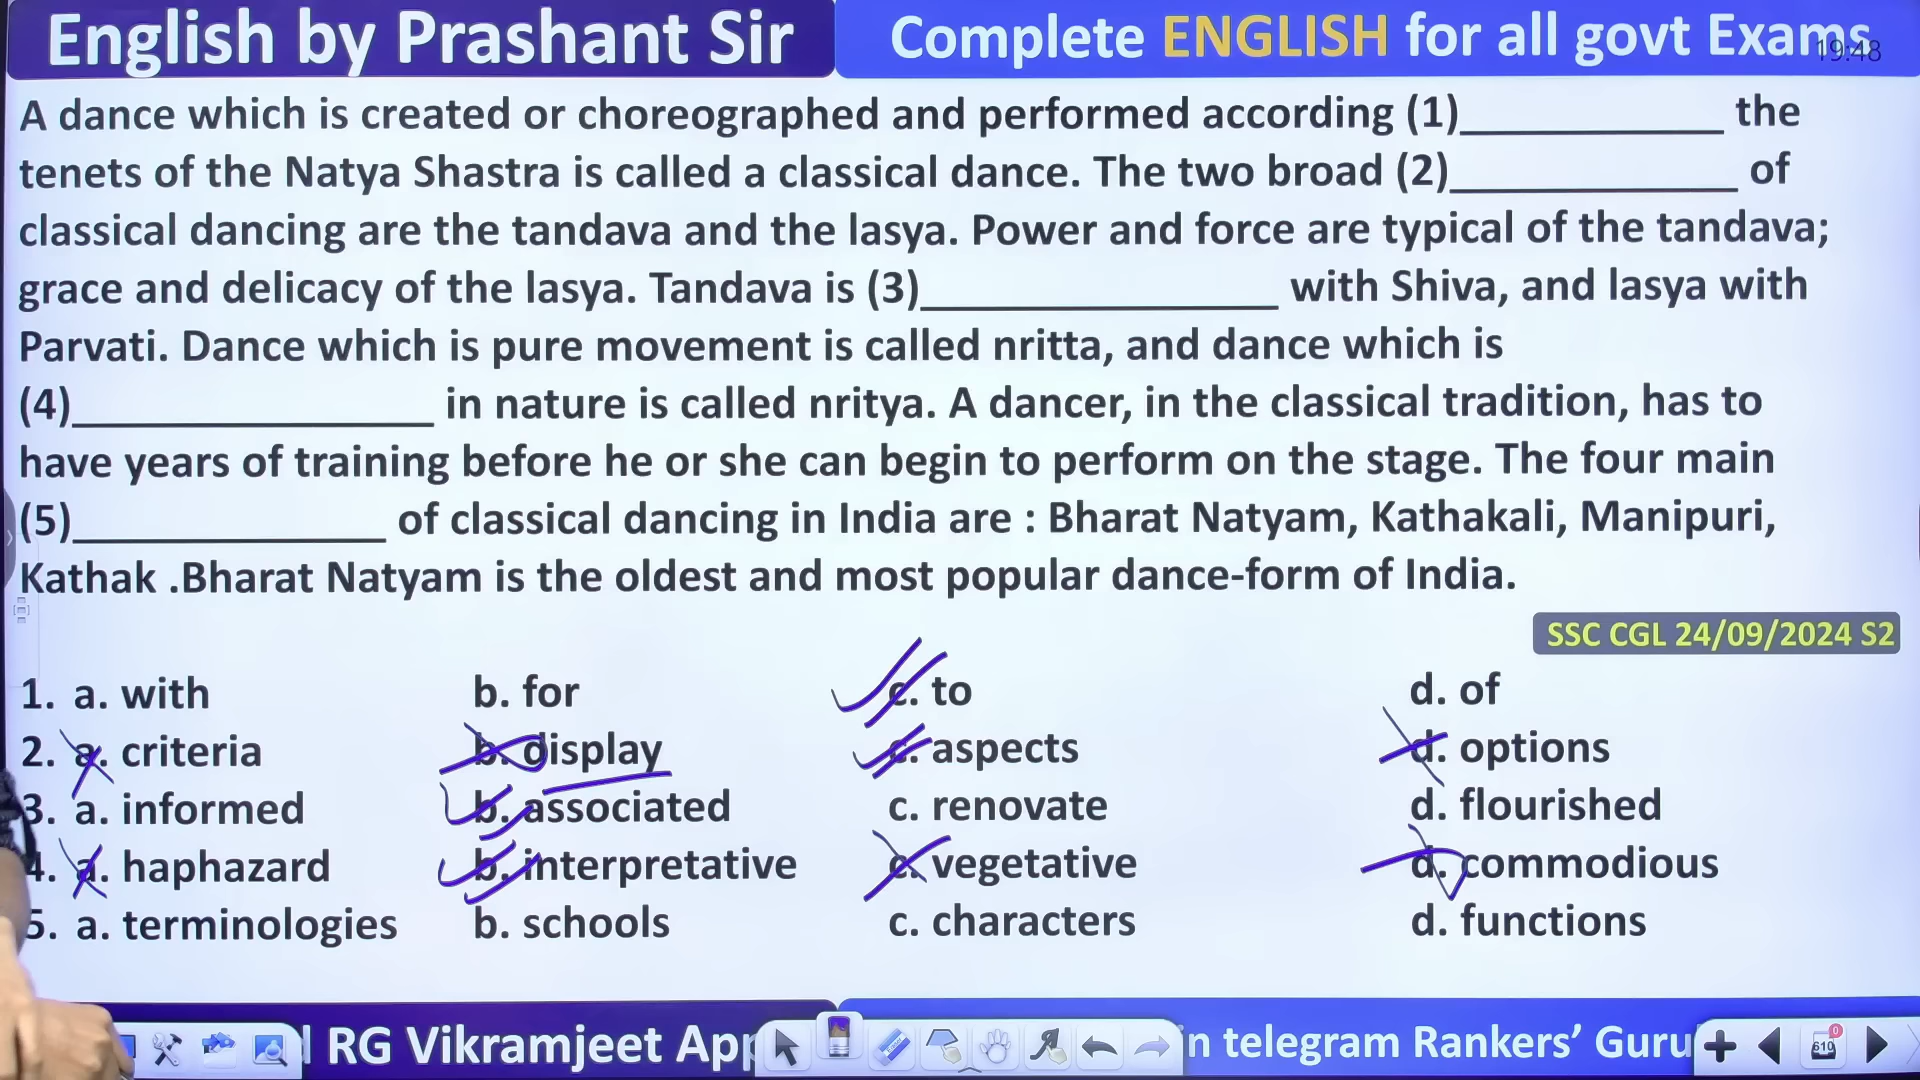 English by Prashant Sir
Complete ENGLISH for all govt Exams
19:48
A dance which is created or choreographed and performed according (1)____________ the
tenets of the Natya Shastra is called a classical dance. The two broad (2)_____________ of
classical dancing are the tandava and the lasya. Power and force are typical of the tandava;
grace and delicacy of the lasya. Tandava is (3)________________ with Shiva, and lasya with
Parvati. Dance which is pure movement is called nritta, and dance which is
(4)________________ in nature is called nritya. A dancer, in the classical tradition, has to
have years of training before he or she can begin to perform on the stage. The four main
(5)______________ of classical dancing in India are : Bharat Natyam, Kathakali, Manipuri,
Kathak .Bharat Natyam is the oldest and most popular dance-form of India.
SSC CGL 24/09/2024 S2
1. a. with b. for c. to d. of
2. a. criteria b. display c. aspects d. options
3. a. informed b. associated c. renovate d. flourished
4. a. haphazard b. interpretative c. vegetative d. commodious
5. a. terminologies b. schools c. characters d. functions
RG Vikramjeet App
in telegram Rankers' Guru
610
0